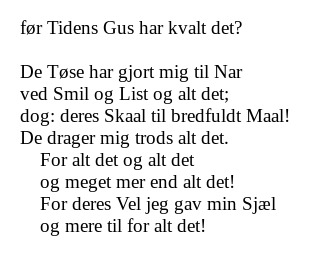 før Tidens Gus har kvalt det?

De Tøse har gjort mig til Nar
ved Smil og List og alt det;
dog: deres Skaal til bredfuldt Maal!
De drager mig trods alt det.
For alt det og alt det
og meget mer end alt det!
For deres Vel jeg gav min Sjæl
og mere til for alt det!